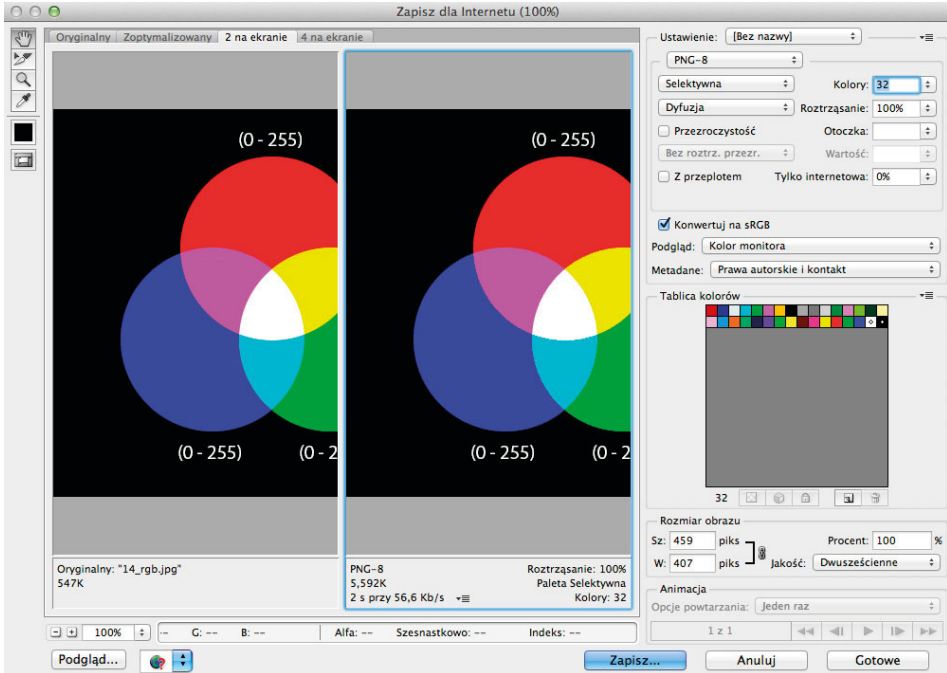 Zapisz dla Internetu (100%)
Oryginalny Zoptymalizowany 2 na ekranie 4 na ekranie
(0 - 255)
(0 - 255) (0 - 2
(0 - 255)
(0 - 255) (0 - 2
Oryginalny: "14_rgb.jpg"
547K
PNG-8 Roztrząsanie: 100%
5,592K Paleta Selektywna
2 s przy 56,6 Kb/s Kolory: 32
100% -- G: -- B: -- Alfa: -- Szesnastkowo: -- Indeks: --
Podgląd...
Ustawienie: [Bez nazwy]
PNG-8
Selektywna Kolory: 32
Dyfuzja Roztrząsanie: 100%
Przezroczystość Otoczka:
Bez roztrz. przezr. Wartość:
Z przeplotem Tylko internetowa: 0%
Konwertuj na sRGB
Podgląd: Kolor monitora
Metadane: Prawa autorskie i kontakt
Tablica kolorów
32
Rozmiar obrazu
Sz: 459 piks Procent: 100 %
W: 407 piks Jakość: Dwusześcienne
Animacja
Opcje powtarzania: Jeden raz
1 z 1
Zapisz... Anuluj Gotowe